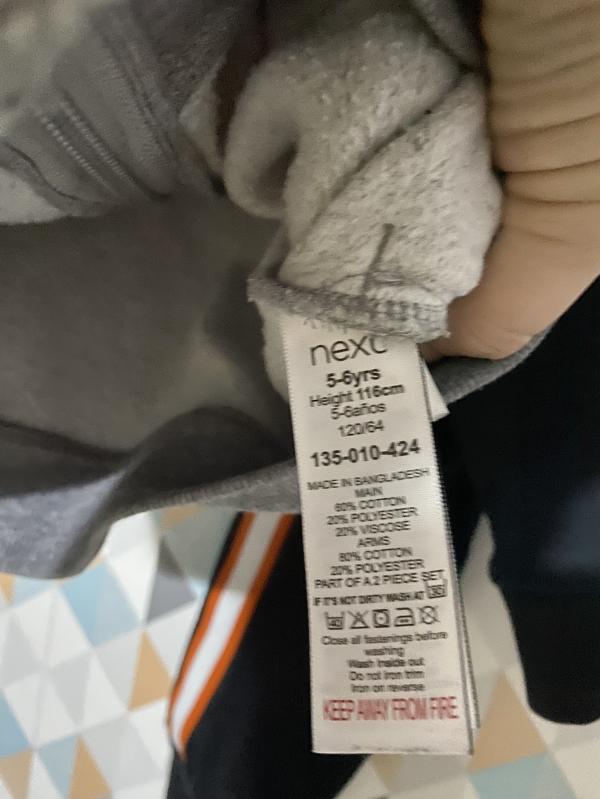 next
5-6yrs
Height 116cm
5-6años
120/64
135-010-424
MADE IN BANGLADESH
MAIN
60% COTTON
20% POLYESTER
20% VISCOSE
ARMS
80% COTTON
20% POLYESTER
PART OF A 2 PIECE SET
IF IT'S NOT DIRTY WASH AT 30
40
Close all fastenings before
washing
Wash inside out
Do not iron trim
Iron on reverse
KEEP AWAY FROM FIRE